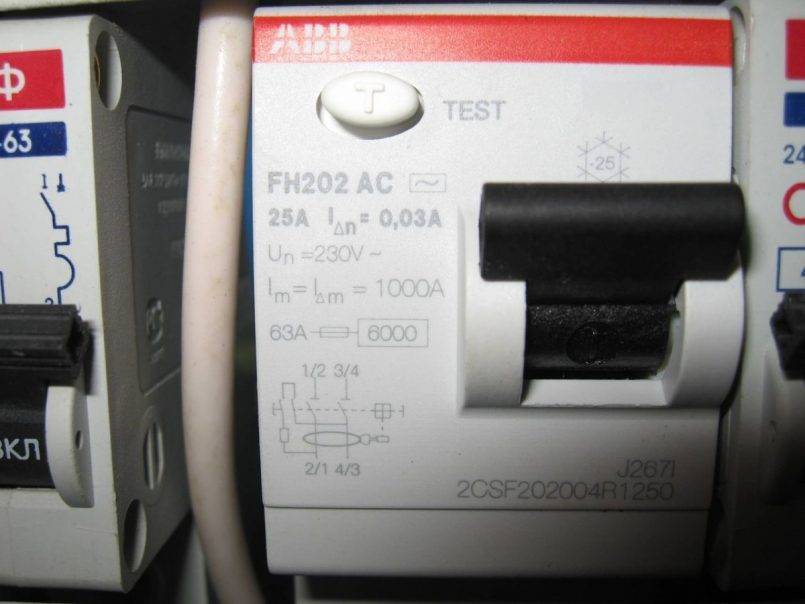 ABB
T
TEST
·25
FH202 AC
25A IΔn = 0,03A
Un =230V ~
Im = IΔm = 1000A
63A 6000
1/2 3/4
2/1 4/3
J267I
2CSF202004R1250
Ф
-63
ВКЛ
24